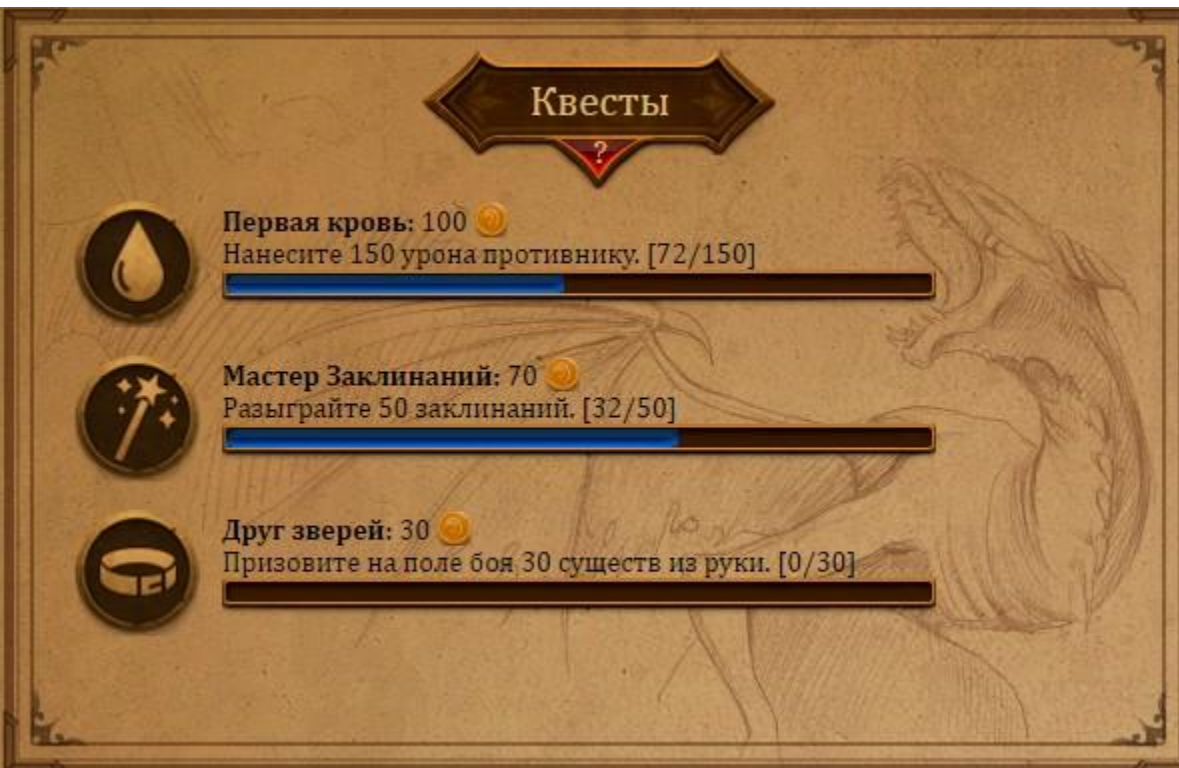 Квесты
?
Первая кровь: 100
Нанесите 150 урона противнику. [72/150]
Мастер Заклинаний: 70
Разыграйте 50 заклинаний. [32/50]
Друг зверей: 30
Призовите на поле боя 30 существ из руки. [0/30]